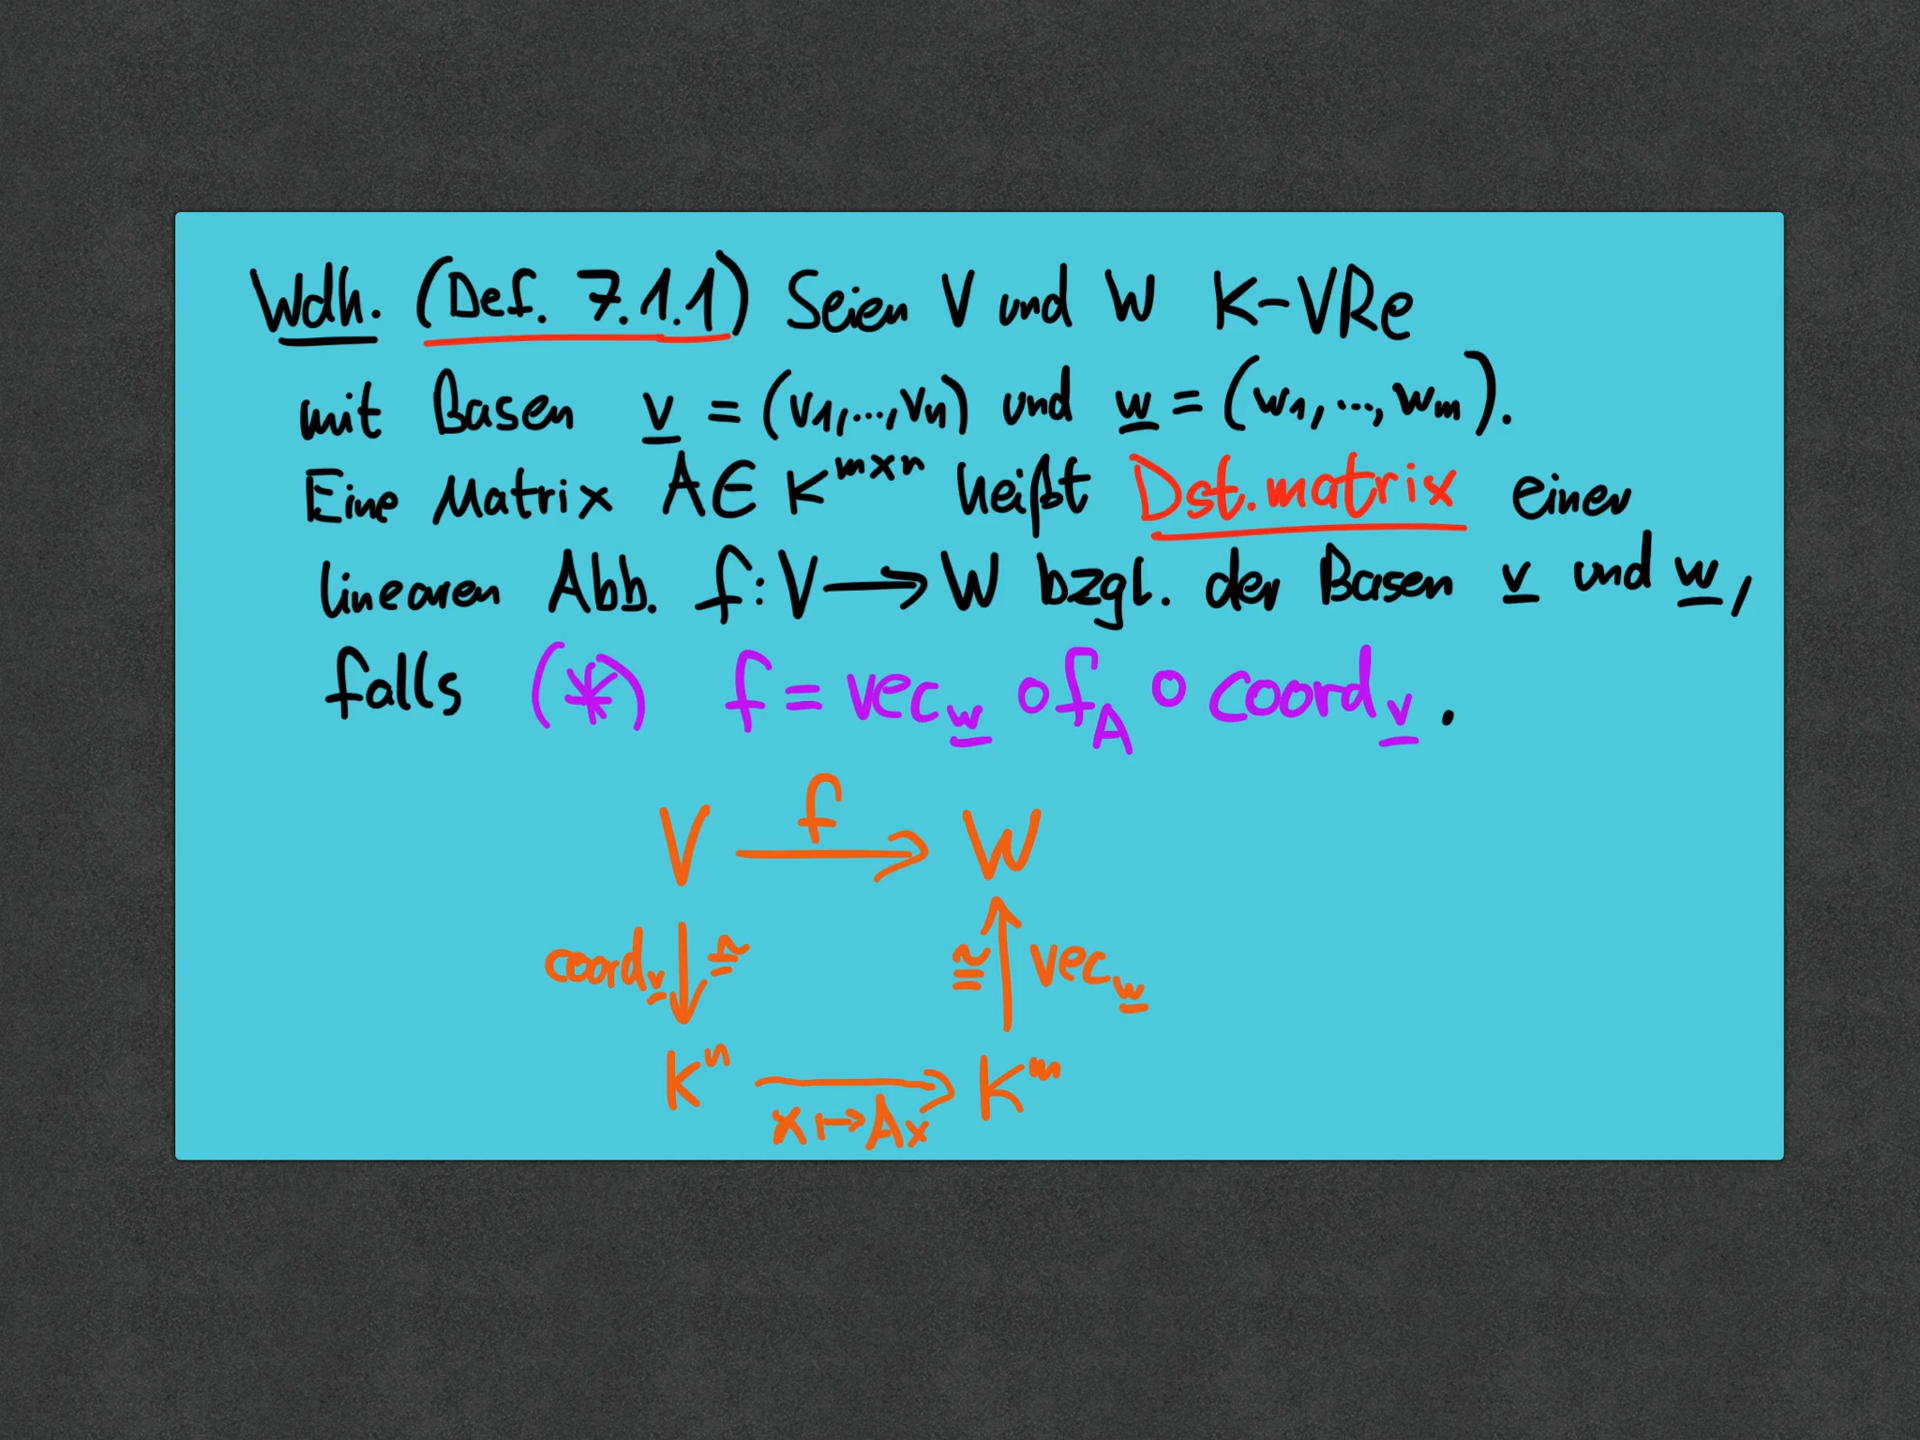 Wdh. (Def. 7.1.1) Seien V und W K-VRe
mit Basen v = (v1,...,vn) und w = (w1,...,wm).
Eine Matrix A ∈ K^{m×n} heißt Dst.matrix einer
linearen Abb. f: V → W bzgl. der Basen v und w,
falls (*) f = vec_w ∘ f_A ∘ coord_v.
V f→ W
coord_v ↓ ≅ ≅ ↑ vec_w
K^n → K^m
x ↦ Ax